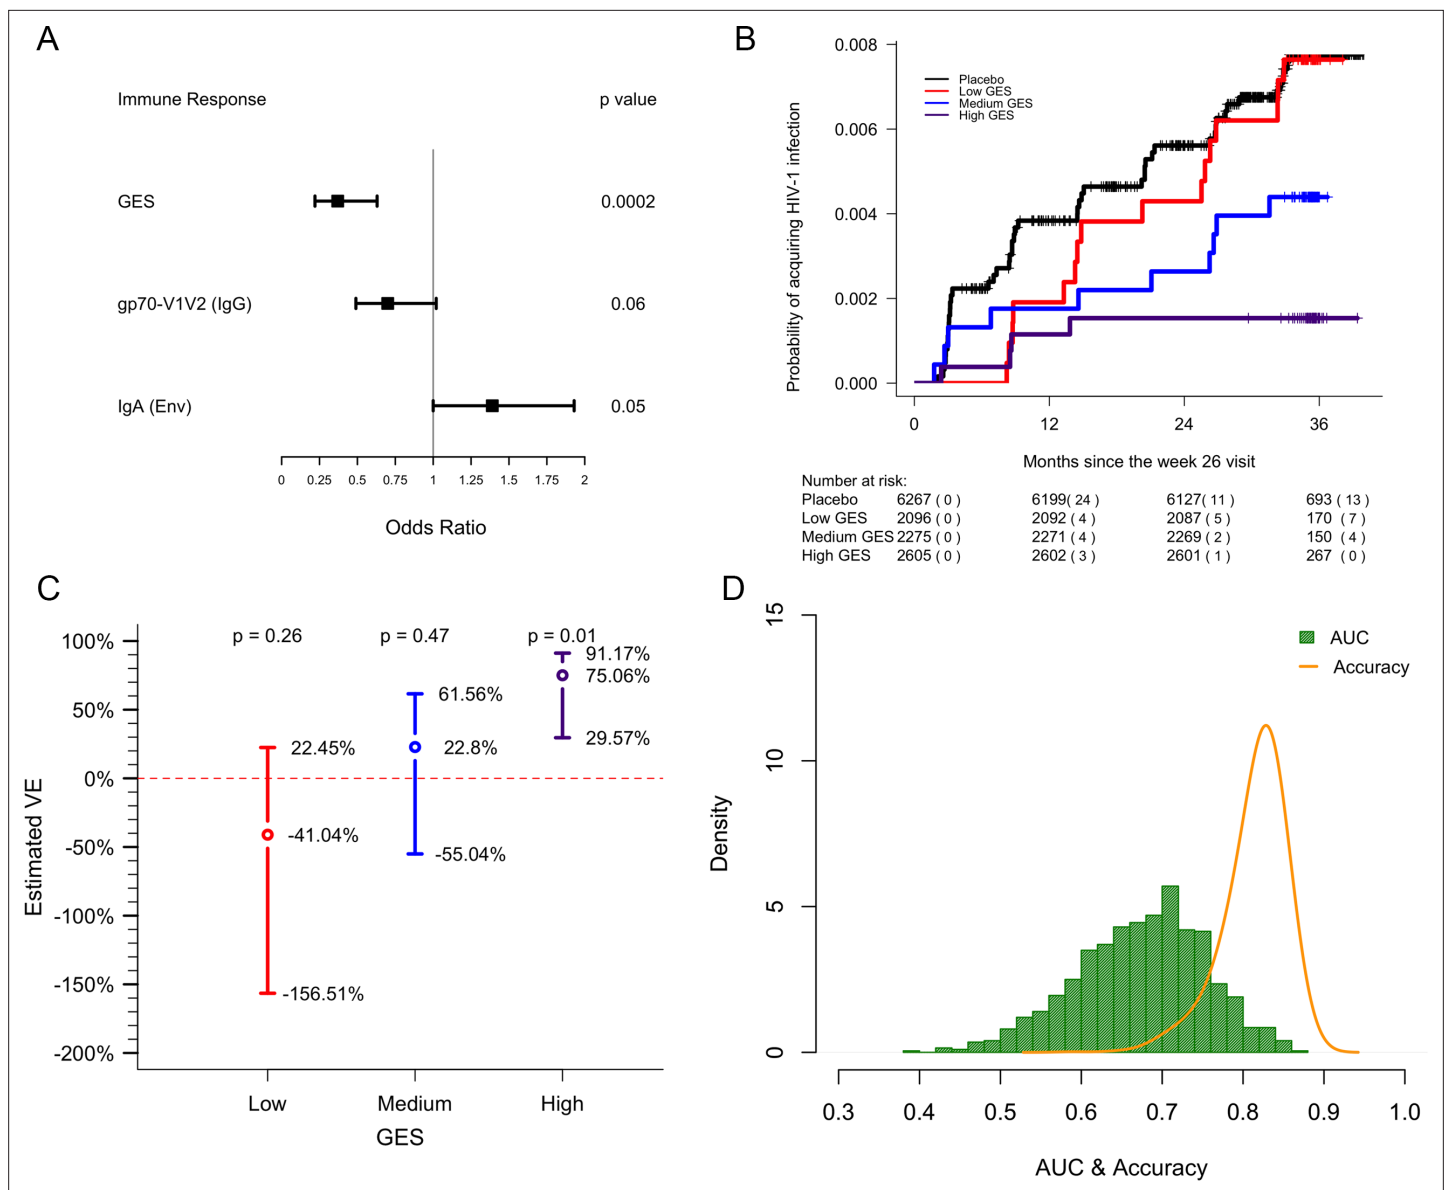 A
Immune Response p value
GES 0.0002
gp70-V1V2 (IgG) 0.06
IgA (Env) 0.05
0 0.25 0.5 0.75 1 1.25 1.5 1.75 2
Odds Ratio
B
Probability of acquiring HIV-1 infection
0.008
0.006
0.004
0.002
0.000
Placebo
Low GES
Medium GES
High GES
0 12 24 36
Months since the week 26 visit
Number at risk:
Placebo 6267 ( 0 ) 6199( 24 ) 6127( 11 ) 693 ( 13 )
Low GES 2096 ( 0 ) 2092 ( 4 ) 2087 ( 5 ) 170 ( 7 )
Medium GES 2275 ( 0 ) 2271 ( 4 ) 2269 ( 2 ) 150 ( 4 )
High GES 2605 ( 0 ) 2602 ( 3 ) 2601 ( 1 ) 267 ( 0 )
C
Estimated VE
100%
50%
0%
-50%
-100%
-150%
-200%
p = 0.26 p = 0.47 p = 0.01
22.45%
-41.04%
-156.51%
61.56%
22.8%
-55.04%
91.17%
75.06%
29.57%
Low Medium High
GES
D
Density
15
10
5
0
AUC
Accuracy
0.3 0.4 0.5 0.6 0.7 0.8 0.9 1.0
AUC & Accuracy